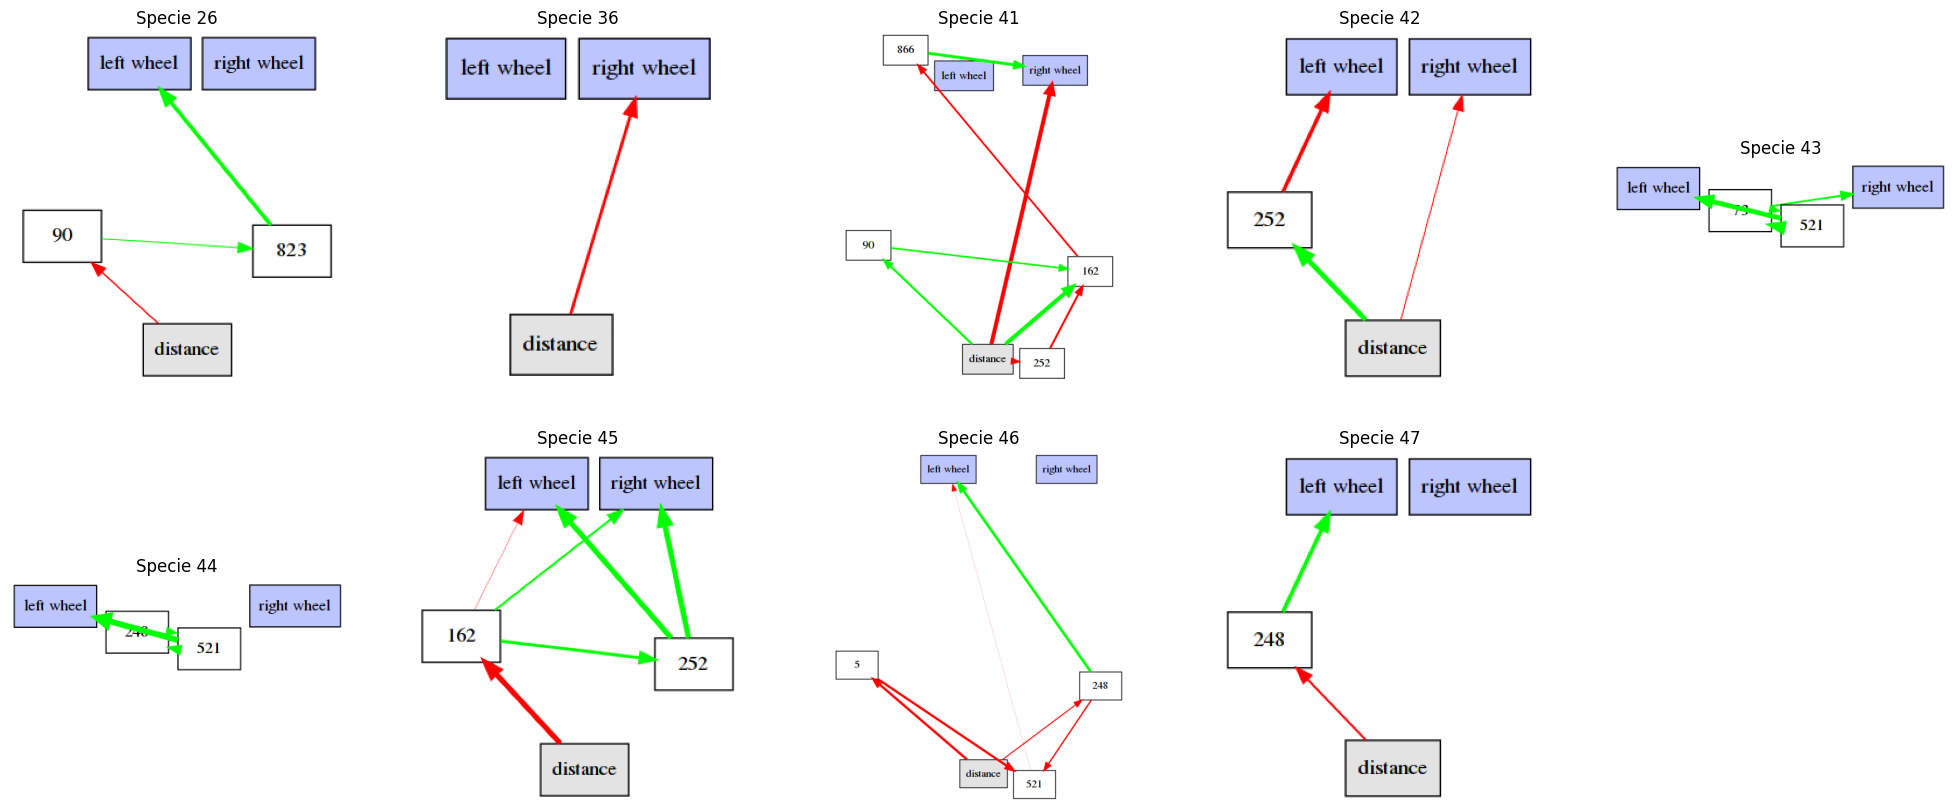 Specie 26
left wheel
right wheel
90
823
distance
Specie 36
left wheel
right wheel
distance
Specie 41
866
left wheel
right wheel
90
162
distance
252
Specie 42
left wheel
right wheel
252
distance
Specie 43
left wheel
right wheel
521
Specie 44
left wheel
right wheel
248
521
Specie 45
left wheel
right wheel
162
252
distance
Specie 46
left wheel
right wheel
5
248
distance
521
Specie 47
left wheel
right wheel
248
distance